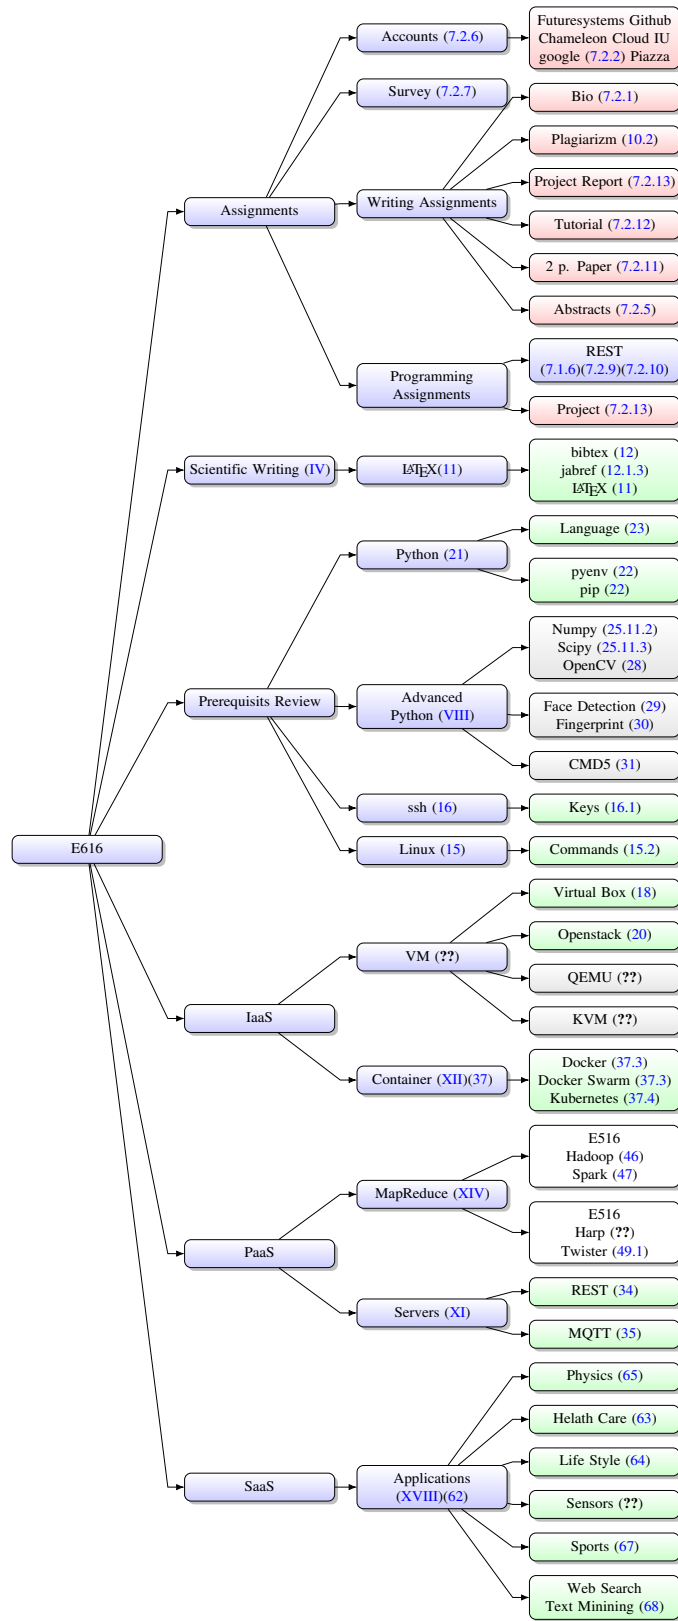 Futuresystems Github
Chameleon Cloud IU
google (7.2.2) Piazza
Accounts (7.2.6)
Survey (7.2.7)
Bio (7.2.1)
Plagiarizm (10.2)
Project Report (7.2.13)
Writing Assignments
Assignments
Tutorial (7.2.12)
2 p. Paper (7.2.11)
Abstracts (7.2.5)
REST
(7.1.6)(7.2.9)(7.2.10)
Programming
Assignments
Project (7.2.13)
Scientific Writing (IV)
LATEX(11)
bibtex (12)
jabref (12.1.3)
LATEX (11)
Language (23)
Python (21)
pyenv (22)
pip (22)
Numpy (25.11.2)
Scipy (25.11.3)
OpenCV (28)
Prerequisits Review
Advanced
Python (VIII)
Face Detection (29)
Fingerprint (30)
CMD5 (31)
ssh (16)
Keys (16.1)
Linux (15)
Commands (15.2)
E616
Virtual Box (18)
Openstack (20)
VM (??)
QEMU (??)
KVM (??)
IaaS
Container (XII)(37)
Docker (37.3)
Docker Swarm (37.3)
Kubernetes (37.4)
E516
Hadoop (46)
Spark (47)
MapReduce (XIV)
E516
Harp (??)
Twister (49.1)
PaaS
REST (34)
Servers (XI)
MQTT (35)
Physics (65)
Helath Care (63)
Life Style (64)
SaaS
Applications
(XVIII)(62)
Sensors (??)
Sports (67)
Web Search
Text Minining (68)